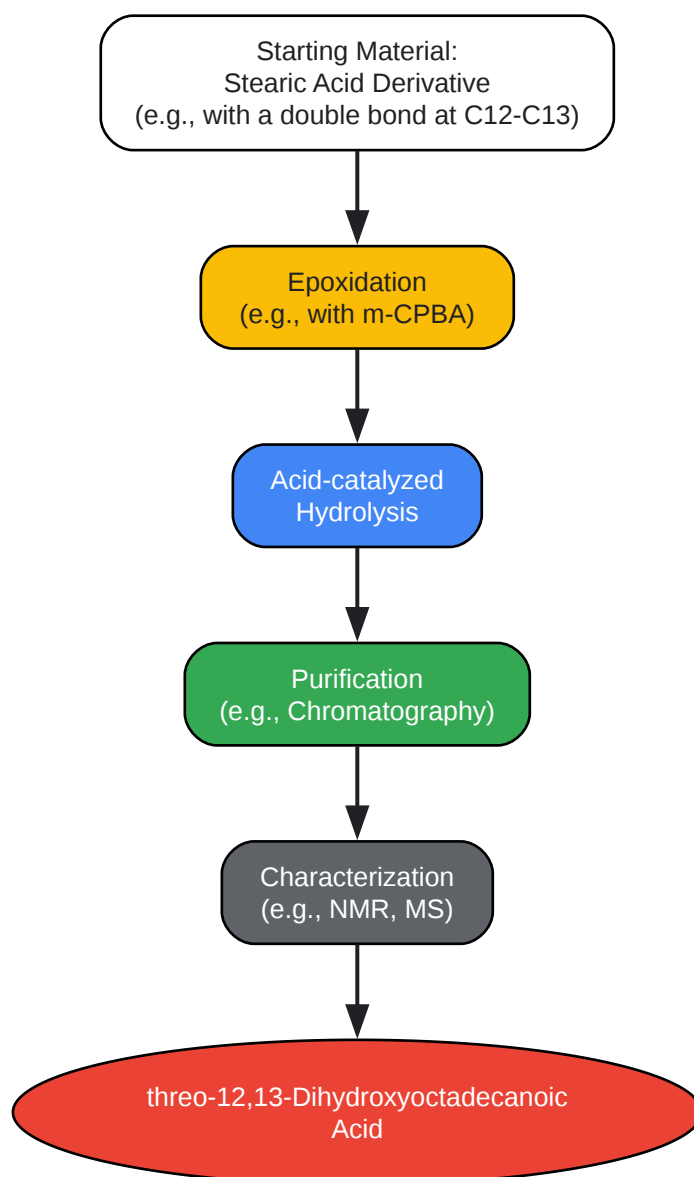 Starting Material:
Stearic Acid Derivative
(e.g., with a double bond at C12-C13)
Epoxidation
(e.g., with m-CPBA)
Acid-catalyzed
Hydrolysis
Purification
(e.g., Chromatography)
Characterization
(e.g., NMR, MS)
threo-12,13-Dihydroxyoctadecanoic
Acid